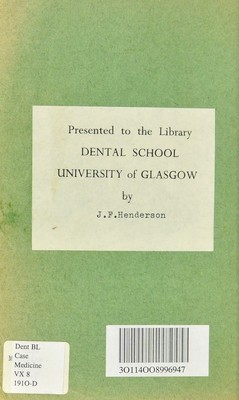 Presented to the Library
DENTAL SCHOOL
UNIVERSITY of GLASGOW
by
J.F.Henderson
Dent BL
M Case
Medicine
VX 8
1910-D
30114008996947